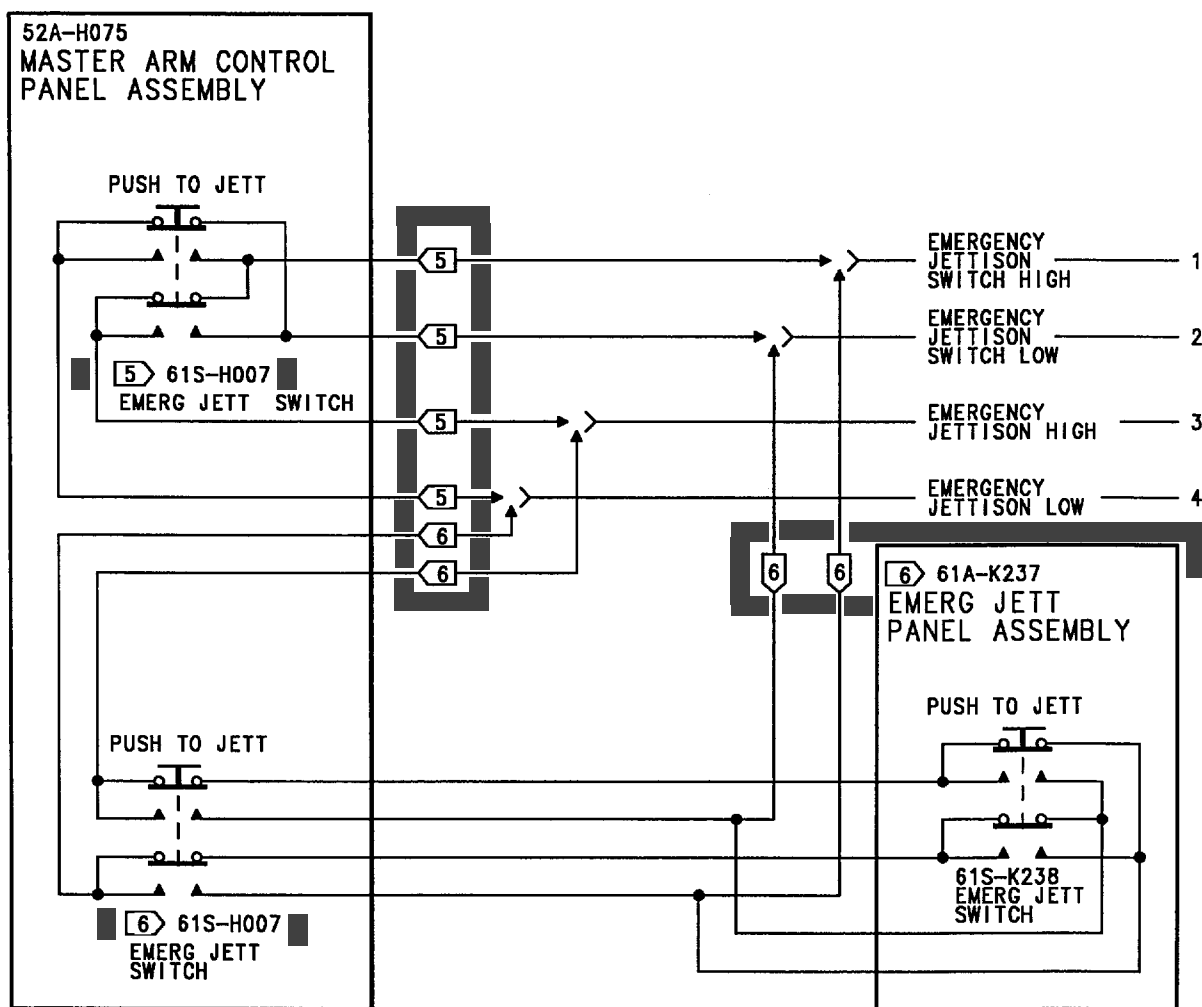 52A-H075
MASTER ARM CONTROL
PANEL ASSEMBLY
PUSH TO JETT
5 61S-H007
EMERG JETT SWITCH
5
5
5
5
6
6
EMERGENCY
JETTISON
SWITCH HIGH
1
EMERGENCY
JETTISON
SWITCH LOW
2
EMERGENCY
JETTISON HIGH
3
EMERGENCY
JETTISON LOW
4
6
6
6 61A-K237
EMERG JETT
PANEL ASSEMBLY
PUSH TO JETT
61S-K238
EMERG JETT
SWITCH
PUSH TO JETT
6 61S-H007
EMERG JETT
SWITCH